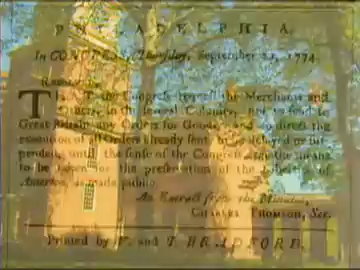 PHILADELPHIA.
In CONGRESS, Thursday, September 22, 1774.
Resolved,
THAT the Congress request the Merchants and
Others, in the several Colonies, not to send to
Great Britain any Orders for Goods, and to direct the
execution of all Orders already sent, to be delayed or sus-
pended, until the sense of the Congress, on the means
to be taken for the preservation of the Liberties of
America, is made public.
An Extract from the Minutes,
CHARLES THOMSON, Sec.
Printed by W. and T. BRADFORD.